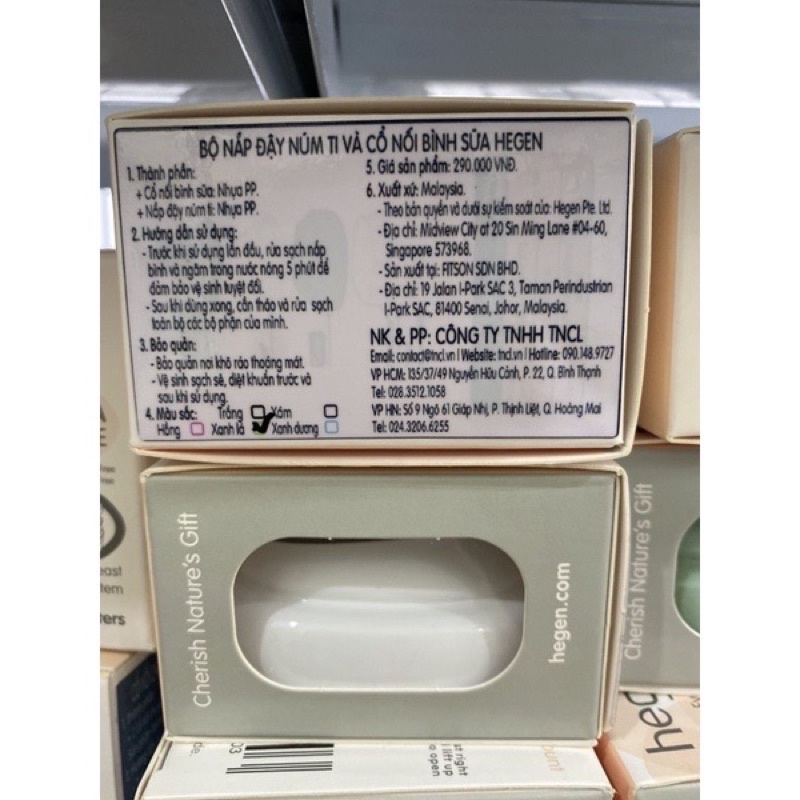 BỘ NẮP ĐẬY NÚM TI VÀ CỔ NỐI BÌNH SỮA HEGEN
1. Thành phần:
+ Cổ nối bình sữa: Nhựa PP.
+ Nắp đậy núm ti: Nhựa PP.
2. Hướng dẫn sử dụng:
- Trước khi sử dụng lần đầu, rửa sạch nắp
bình và ngâm trong nước nóng 5 phút để
đảm bảo vệ sinh tuyệt đối.
- Sau khi dùng xong, cần tháo và rửa sạch
toàn bộ các bộ phận của mình.
3. Bảo quản:
- Bảo quản nơi khô ráo thoáng mát.
- Vệ sinh sạch sẽ, diệt khuẩn trước và
sau khi sử dụng.
4. Màu sắc: Trắng Xám
Hồng Xanh lá Xanh dương
5. Giá sản phẩm: 290.000 VNĐ.
6. Xuất xứ: Malaysia.
- Theo bản quyền và dưới sự kiểm soát của: Hegen Pte. Ltd.
- Địa chỉ: Midview City at 20 Sin Ming Lane #04-60,
Singapore 573968.
- Sản xuất tại: FITSON SDN BHD.
- Địa chỉ: 19 Jalan I-Park SAC 3, Taman Perindustrian
I-Park SAC, 81400 Senai, Johor, Malaysia.
NK & PP: CÔNG TY TNHH TNCL
Email: contact@tncl.vn I Website: tncl.vn I Hotline: 090.148.9727
VP HCM: 135/37/49 Nguyễn Hữu Cảnh, P. 22, Q. Bình Thạnh
Tel: 028.3512.1058
VP HN: Số 9 Ngõ 61 Giáp Nhị, P. Thịnh Liệt, Q. Hoàng Mai
Tel: 024.3206.6255
Cherish Nature's Gift
hegen.com
Cherish Nature's Gift
heg
east
tem
ters
de.
03
at right
lift up
open